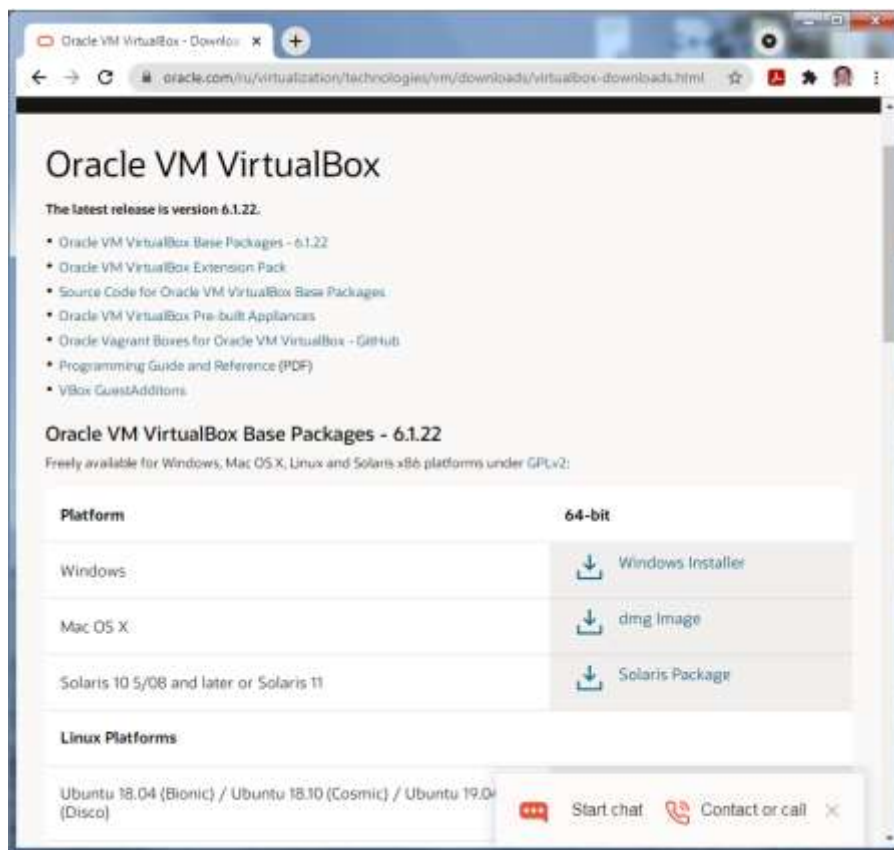 Oracle VM VirtualBox - Downloa
oracle.com/ru/virtualization/technologies/vm/downloads/virtualbox-downloads.html
Oracle VM VirtualBox
The latest release is version 6.1.22.
• Oracle VM VirtualBox Base Packages - 6.1.22
• Oracle VM VirtualBox Extension Pack
• Source Code for Oracle VM VirtualBox Base Packages
• Oracle VM VirtualBox Pre-built Appliances
• Oracle Vagrant Boxes for Oracle VM VirtualBox - GitHub
• Programming Guide and Reference (PDF)
• VBox GuestAdditons
Oracle VM VirtualBox Base Packages - 6.1.22
Freely available for Windows, Mac OS X, Linux and Solaris x86 platforms under GPLv2:
Platform 64-bit
Windows Windows Installer
Mac OS X dmg Image
Solaris 10 5/08 and later or Solaris 11 Solaris Package
Linux Platforms
Ubuntu 18.04 (Bionic) / Ubuntu 18.10 (Cosmic) / Ubuntu 19.04
(Disco)
Start chat Contact or call